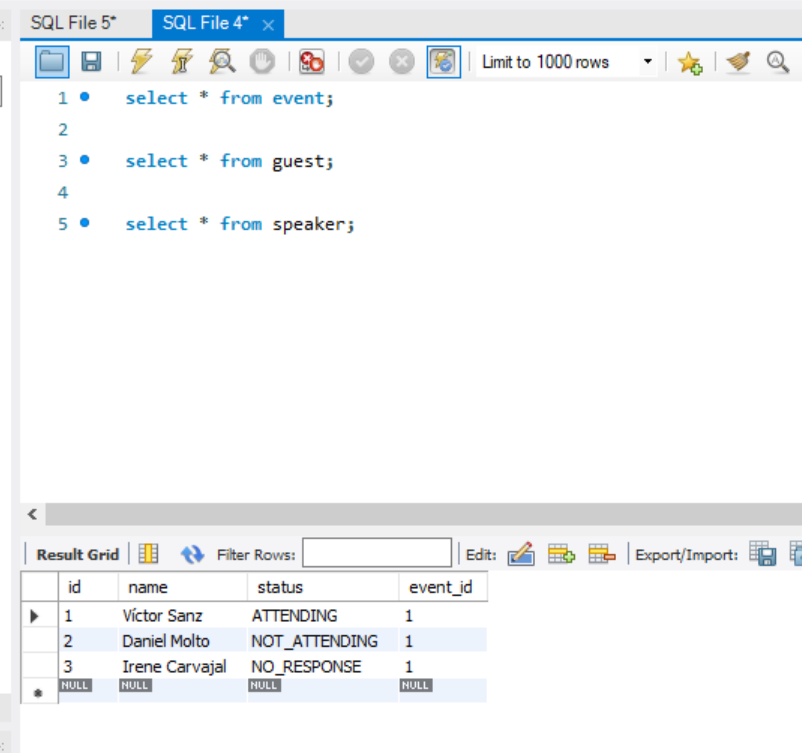 SQL File 5* SQL File 4* ×
Limit to 1000 rows
1 select * from event;
2
3 select * from guest;
4
5 select * from speaker;
Result Grid Filter Rows: Edit: Export/Import:
id name status event_id
1 Víctor Sanz ATTENDING 1
2 Daniel Molto NOT_ATTENDING 1
3 Irene Carvajal NO_RESPONSE 1
NULL NULL NULL NULL